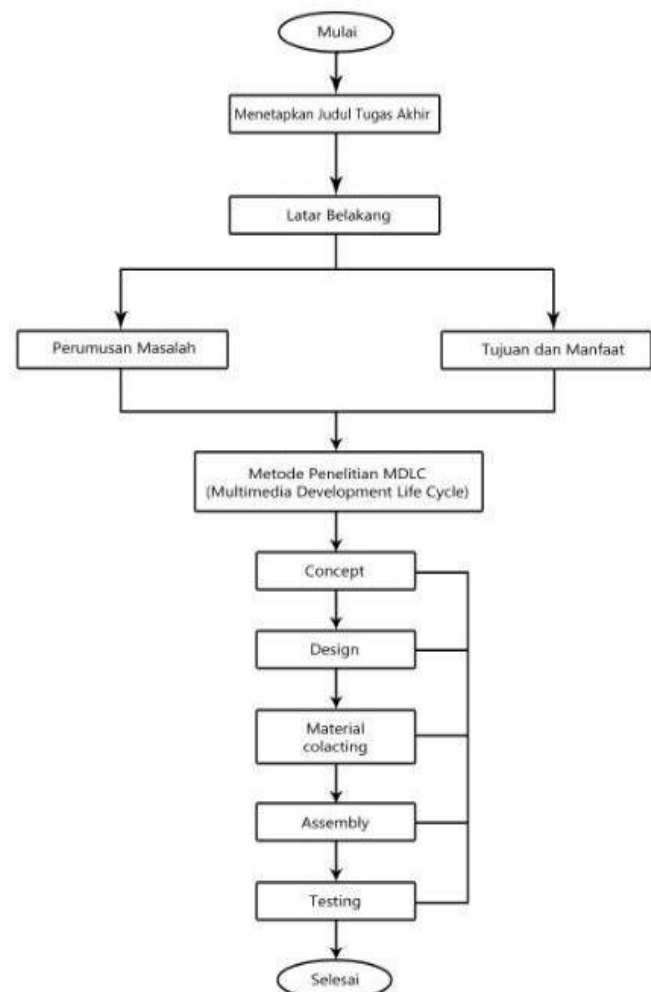 Mulai
Menetapkan Judul Tugas Akhir
Latar Belakang
Perumusan Masalah
Tujuan dan Manfaat
Metode Penelitian MDLC
(Multimedia Development Life Cycle)
Concept
Design
Material
colacting
Assembly
Testing
Selesai